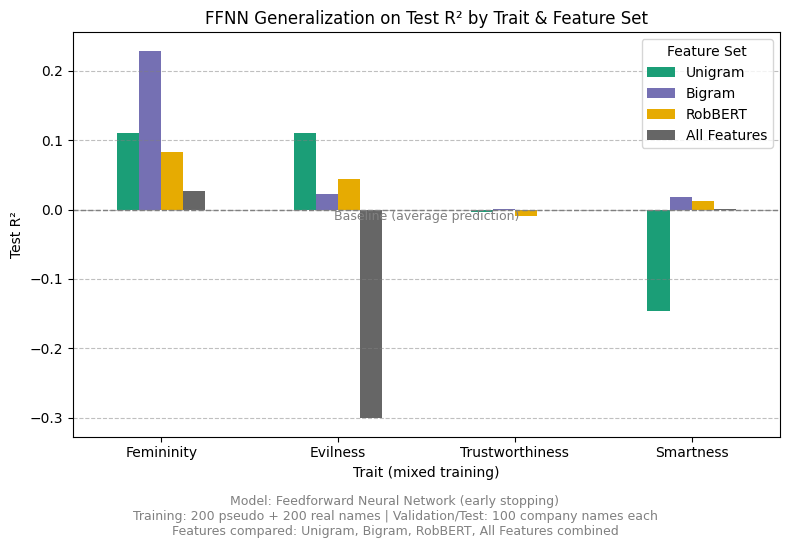 FFNN Generalization on Test R² by Trait & Feature Set
Feature Set
Unigram
Bigram
RobBERT
All Features
0.2
0.1
0.0
−0.1
−0.2
−0.3
Test R²
Baseline (average prediction)
Femininity
Evilness
Trustworthiness
Smartness
Trait (mixed training)
Model: Feedforward Neural Network (early stopping)
Training: 200 pseudo + 200 real names | Validation/Test: 100 company names each
Features compared: Unigram, Bigram, RobBERT, All Features combined